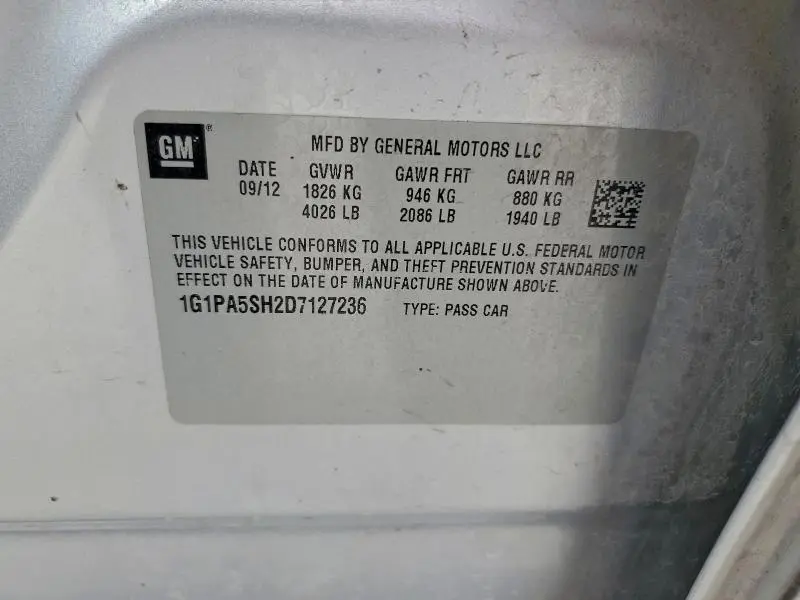 GM®
MFD BY GENERAL MOTORS LLC
DATE GVWR GAWR FRT GAWR RR
09/12 1826 KG 946 KG 880 KG
4026 LB 2086 LB 1940 LB
THIS VEHICLE CONFORMS TO ALL APPLICABLE U.S. FEDERAL MOTOR
VEHICLE SAFETY, BUMPER, AND THEFT PREVENTION STANDARDS IN
EFFECT ON THE DATE OF MANUFACTURE SHOWN ABOVE.
1G1PA5SH2D7127236 TYPE: PASS CAR